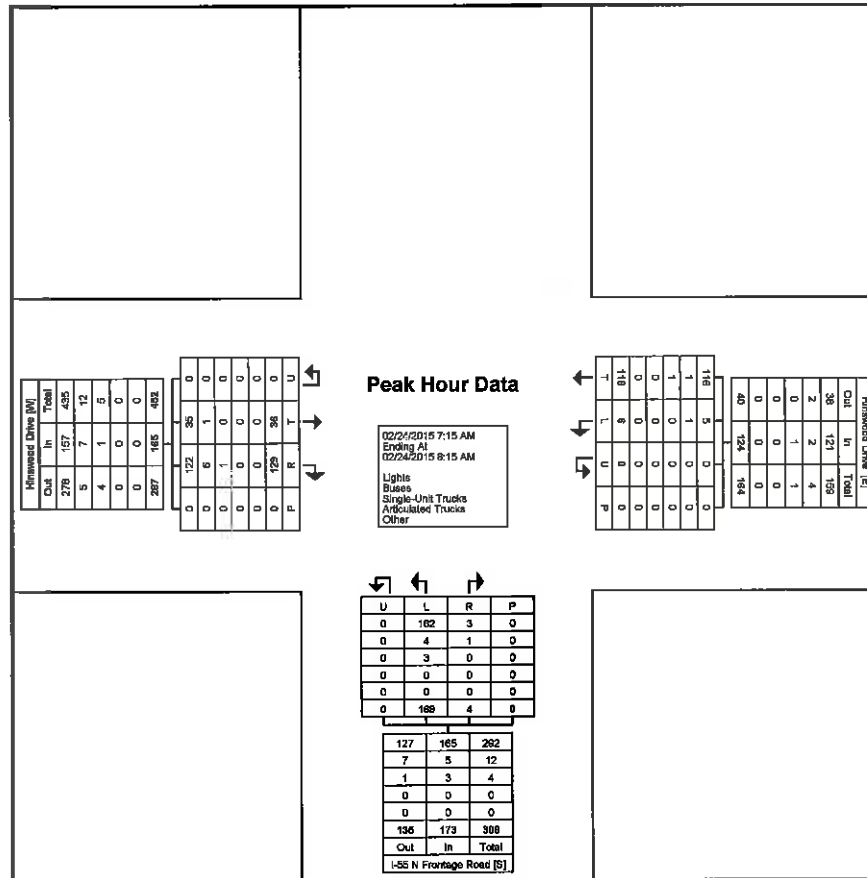 Peak Hour Data
02/24/2015 7:15 AM
Ending At
02/24/2015 8:15 AM
Lights
Buses
Single-Unit Trucks
Articulated Trucks
Other
Hinswood Drive [W]
Out In Total
278 157 435
5 7 12
4 1 5
0 0 0
0 0 0
287 165 452
0 122 35 0
0 6 1 0
0 1 0 0
0 0 0 0
0 0 0 0
0 129 36 0
P R T U
Out In Total
38 121 159
2 2 4
0 1 1
0 0 0
0 0 0
40 124 164
116 5 0 0
1 1 0 0
1 0 0 0
0 0 0 0
0 0 0 0
118 6 0 0
T L U P
U L R P
0 162 3 0
0 4 1 0
0 3 0 0
0 0 0 0
0 0 0 0
0 169 4 0
127 165 292
7 5 12
1 3 4
0 0 0
0 0 0
135 173 308
Out In Total
I-55 N Frontage Road [S]